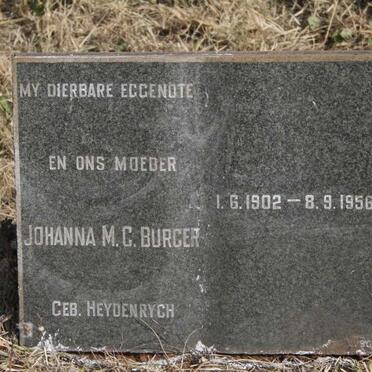 MY DIERBARE EGGENOTE
EN ONS MOEDER
JOHANNA M.C. BURGER
GEB. HEYDENRYCH
1.6.1902 – 8.9.1956